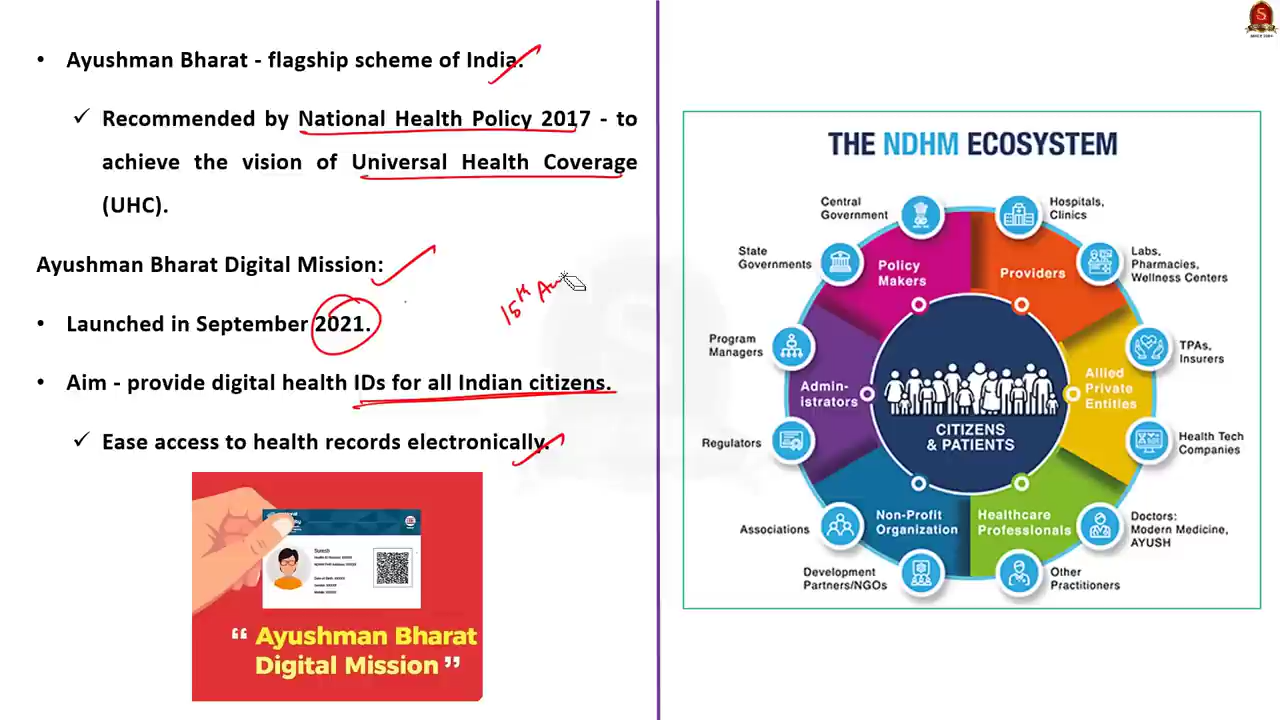 • Ayushman Bharat - flagship scheme of India.
✓ Recommended by National Health Policy 2017 - to
achieve the vision of Universal Health Coverage
(UHC).
Ayushman Bharat Digital Mission:
• Launched in September 2021.
• Aim - provide digital health IDs for all Indian citizens.
✓ Ease access to health records electronically.
15th
Suresh
“ Ayushman Bharat
Digital Mission ”
THE NDHM ECOSYSTEM
Central
Government
Hospitals,
Clinics
State
Governments
Labs,
Pharmacies,
Wellness Centers
Policy
Makers
Providers
Program
Managers
TPAs,
Insurers
Admin-
istrators
Allied
Private
Entities
CITIZENS
& PATIENTS
Regulators
Health Tech
Companies
Non-Profit
Organization
Healthcare
Professionals
Associations
Doctors:
Modern Medicine,
AYUSH
Development
Partners/NGOs
Other
Practitioners